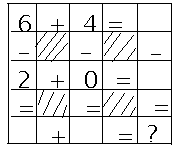 6 + 4 =
– – –
2 + 0 =
= = =
+ = ?